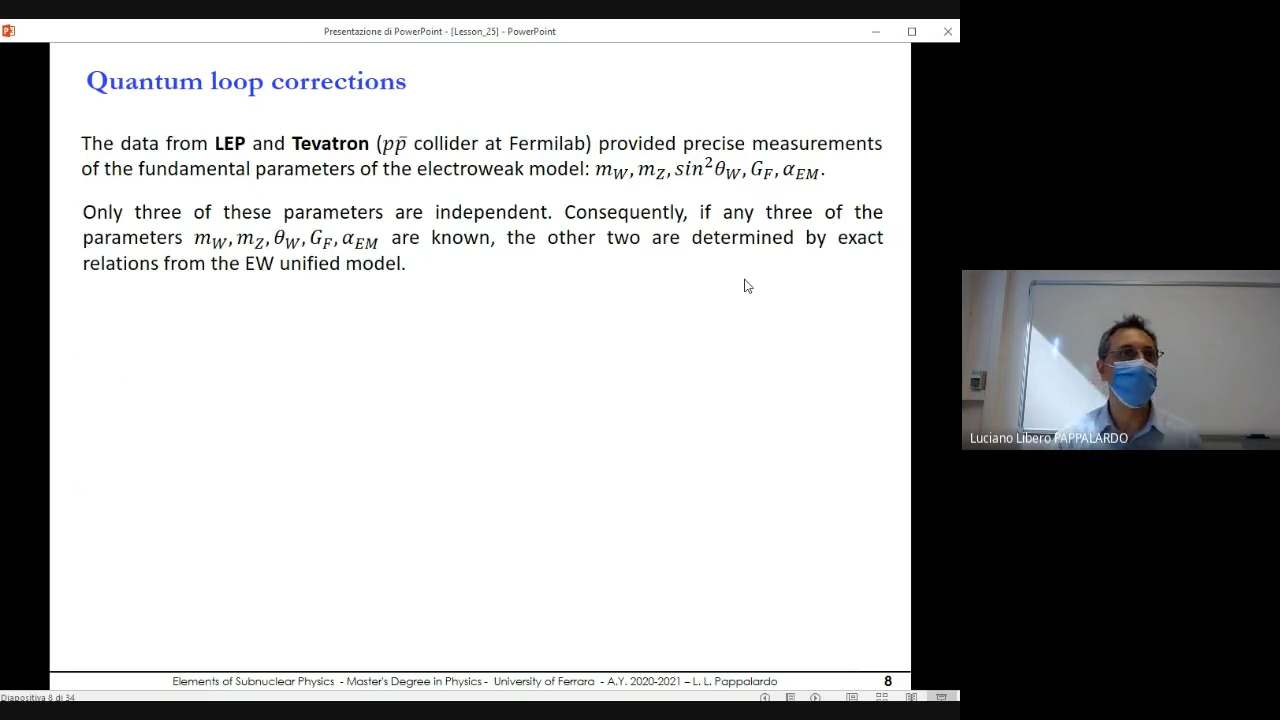 Presentazione di PowerPoint - [Lesson_25] - PowerPoint
Quantum loop corrections
The data from LEP and Tevatron (pp̄ collider at Fermilab) provided precise measurements
of the fundamental parameters of the electroweak model: m_W, m_Z, sin²θ_W, G_F, α_EM.
Only three of these parameters are independent. Consequently, if any three of the
parameters m_W, m_Z, θ_W, G_F, α_EM are known, the other two are determined by exact
relations from the EW unified model.
Luciano Libero PAPPALARDO
Elements of Subnuclear Physics - Master's Degree in Physics - University of Ferrara - A.Y. 2020-2021 – L. L. Pappalardo
8
Diapositiva 8 di 34